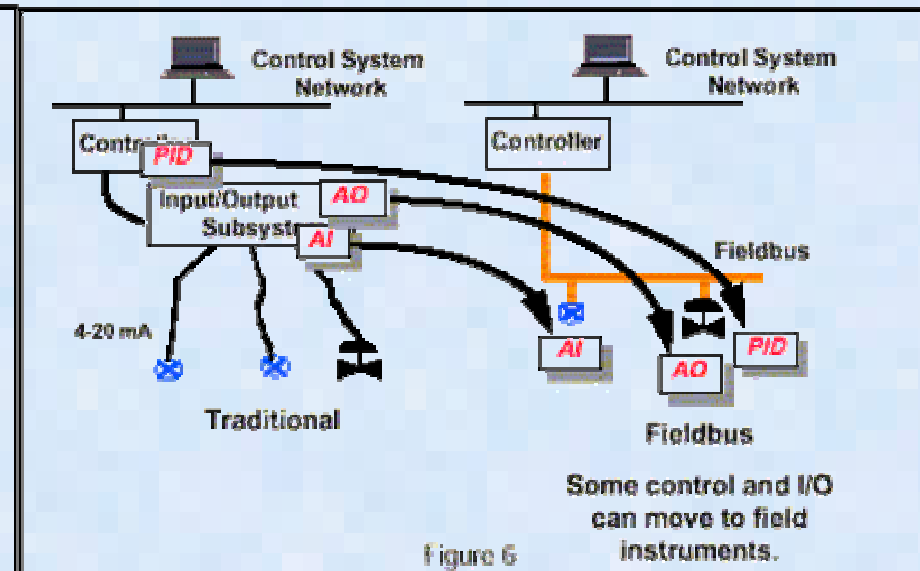 Control System
Network
Controller
PID
Input/Output
Subsystem
AO
AI
4-20 mA
Traditional
Control System
Network
Controller
Fieldbus
AI
AO
PID
Fieldbus
Some control and I/O
can move to field
instruments.
Figure 6